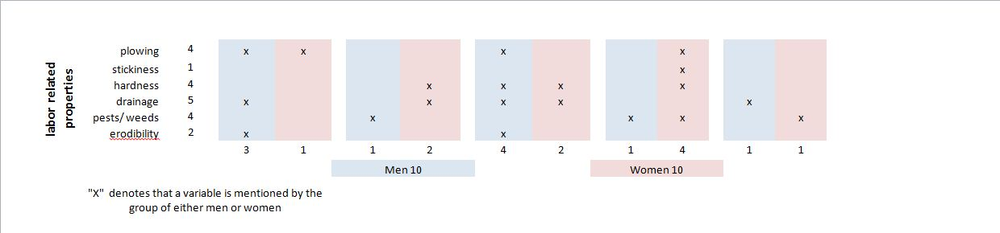 labor related
properties
plowing 4 x x x x
stickiness 1 x
hardness 4 x x x x
drainage 5 x x x x x
pests/ weeds 4 x x x x
erodibility 2 x x
3 1 1 2 4 2 1 4 1 1
Men 10 Women 10
"X" denotes that a variable is mentioned by the
group of either men or women